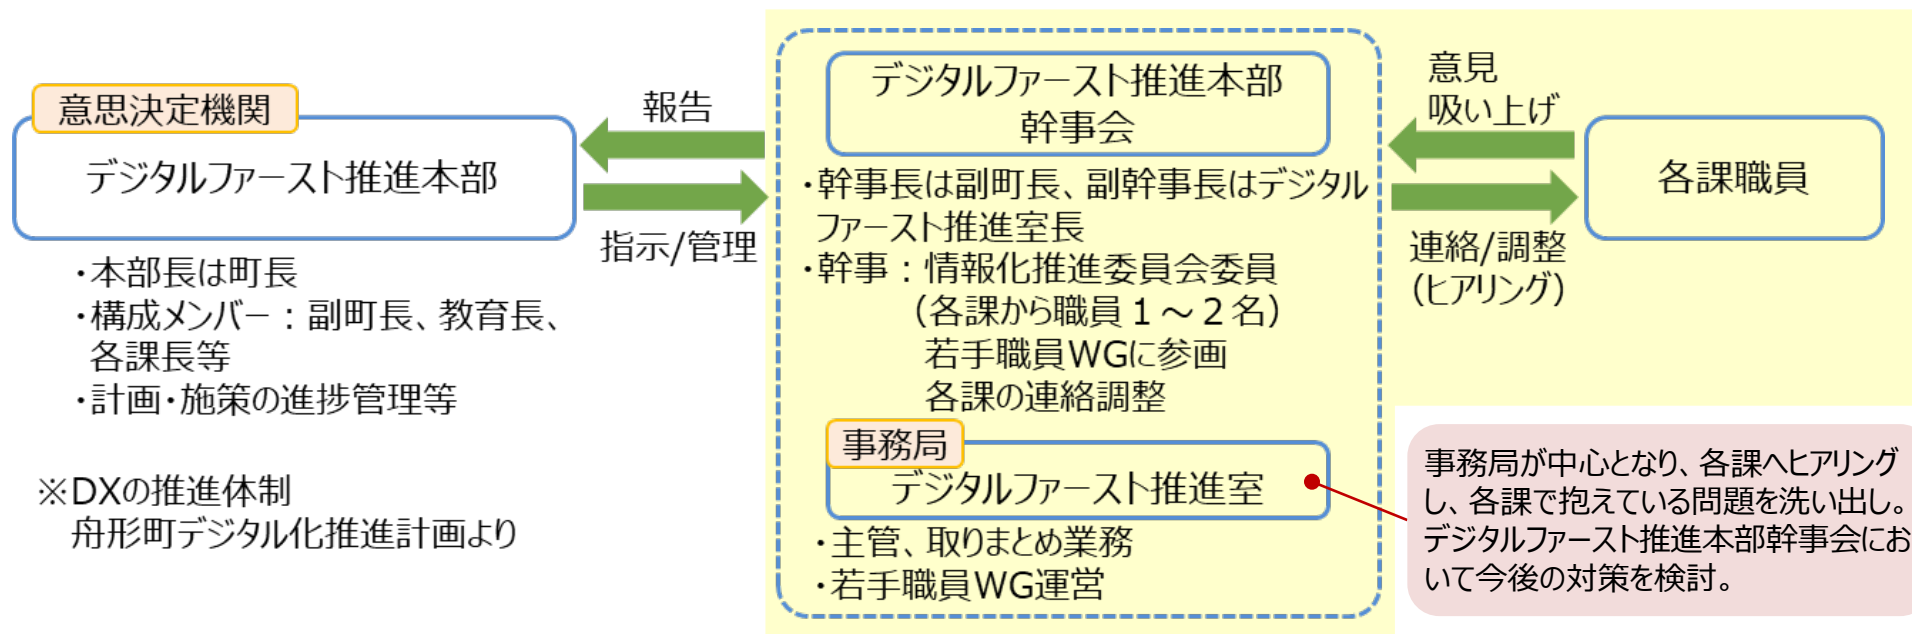 意思決定機関
デジタルファースト推進本部
・本部長は町長
・構成メンバー：副町長、教育長、
各課長等
・計画・施策の進捗管理等
※DXの推進体制
舟形町デジタル化推進計画より
報告
指示/管理
デジタルファースト推進本部
幹事会
・幹事長は副町長、副幹事長はデジタル
ファースト推進室長
・幹事：情報化推進委員会委員
（各課から職員１～２名）
若手職員WGに参画
各課の連絡調整
事務局
デジタルファースト推進室
・主管、取りまとめ業務
・若手職員WG運営
意見
吸い上げ
連絡/調整
（ヒアリング）
各課職員
事務局が中心となり、各課へヒアリング
し、各課で抱えている問題を洗い出し。
デジタルファースト推進本部幹事会にお
いて今後の対策を検討。